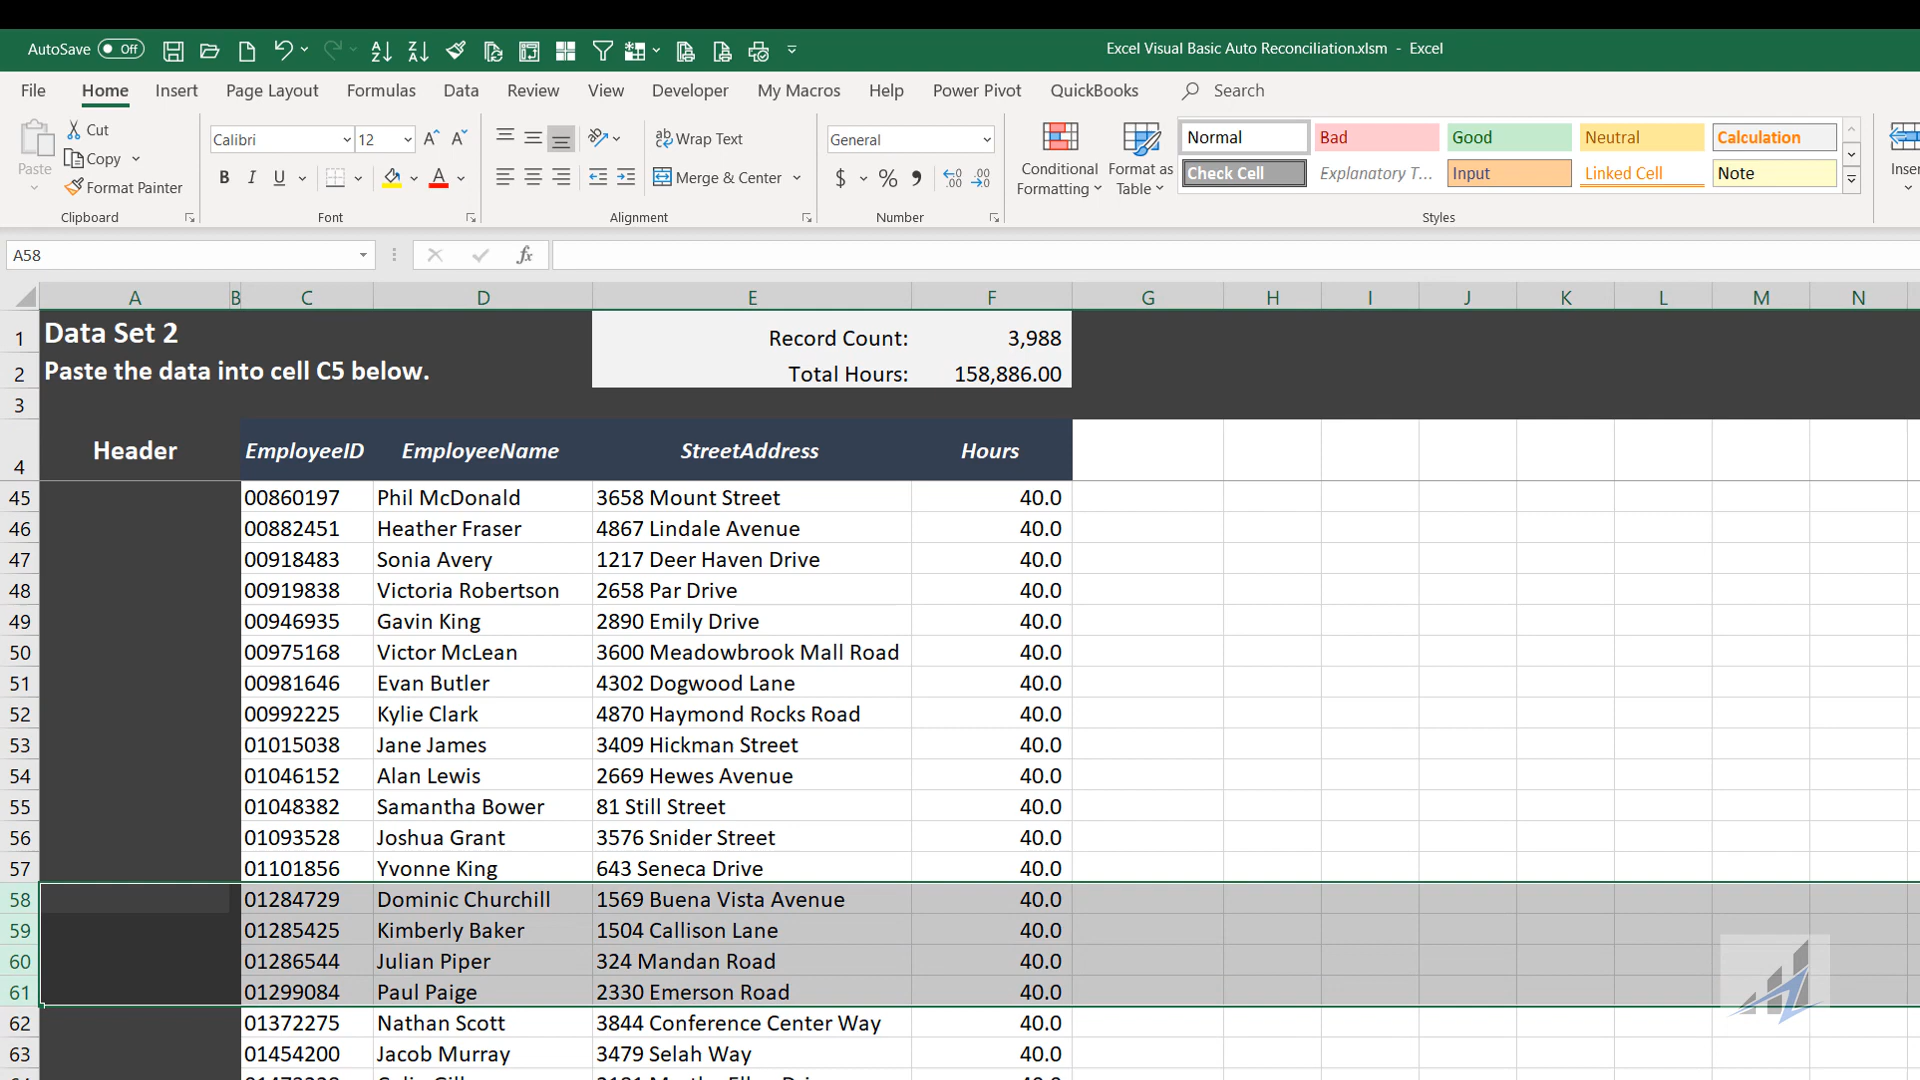 AutoSave Off
Excel Visual Basic Auto Reconciliation.xlsm - Excel
File Home Insert Page Layout Formulas Data Review View Developer My Macros Help Power Pivot QuickBooks Search
Paste
Cut
Copy
Format Painter
Clipboard
Calibri 12
B I U
Font
Wrap Text
Merge & Center
Alignment
General
$ % ,
Number
Conditional Formatting
Format as Table
Normal Bad Good Neutral Calculation
Check Cell Explanatory T... Input Linked Cell Note
Styles
Inser
A58
fx
A B C D E F G H I J K L M N
1 Data Set 2 Record Count: 3,988
2 Paste the data into cell C5 below. Total Hours: 158,886.00
3
4 Header EmployeeID EmployeeName StreetAddress Hours
45 00860197 Phil McDonald 3658 Mount Street 40.0
46 00882451 Heather Fraser 4867 Lindale Avenue 40.0
47 00918483 Sonia Avery 1217 Deer Haven Drive 40.0
48 00919838 Victoria Robertson 2658 Par Drive 40.0
49 00946935 Gavin King 2890 Emily Drive 40.0
50 00975168 Victor McLean 3600 Meadowbrook Mall Road 40.0
51 00981646 Evan Butler 4302 Dogwood Lane 40.0
52 00992225 Kylie Clark 4870 Haymond Rocks Road 40.0
53 01015038 Jane James 3409 Hickman Street 40.0
54 01046152 Alan Lewis 2669 Hewes Avenue 40.0
55 01048382 Samantha Bower 81 Still Street 40.0
56 01093528 Joshua Grant 3576 Snider Street 40.0
57 01101856 Yvonne King 643 Seneca Drive 40.0
58 01284729 Dominic Churchill 1569 Buena Vista Avenue 40.0
59 01285425 Kimberly Baker 1504 Callison Lane 40.0
60 01286544 Julian Piper 324 Mandan Road 40.0
61 01299084 Paul Paige 2330 Emerson Road 40.0
62 01372275 Nathan Scott 3844 Conference Center Way 40.0
63 01454200 Jacob Murray 3479 Selah Way 40.0